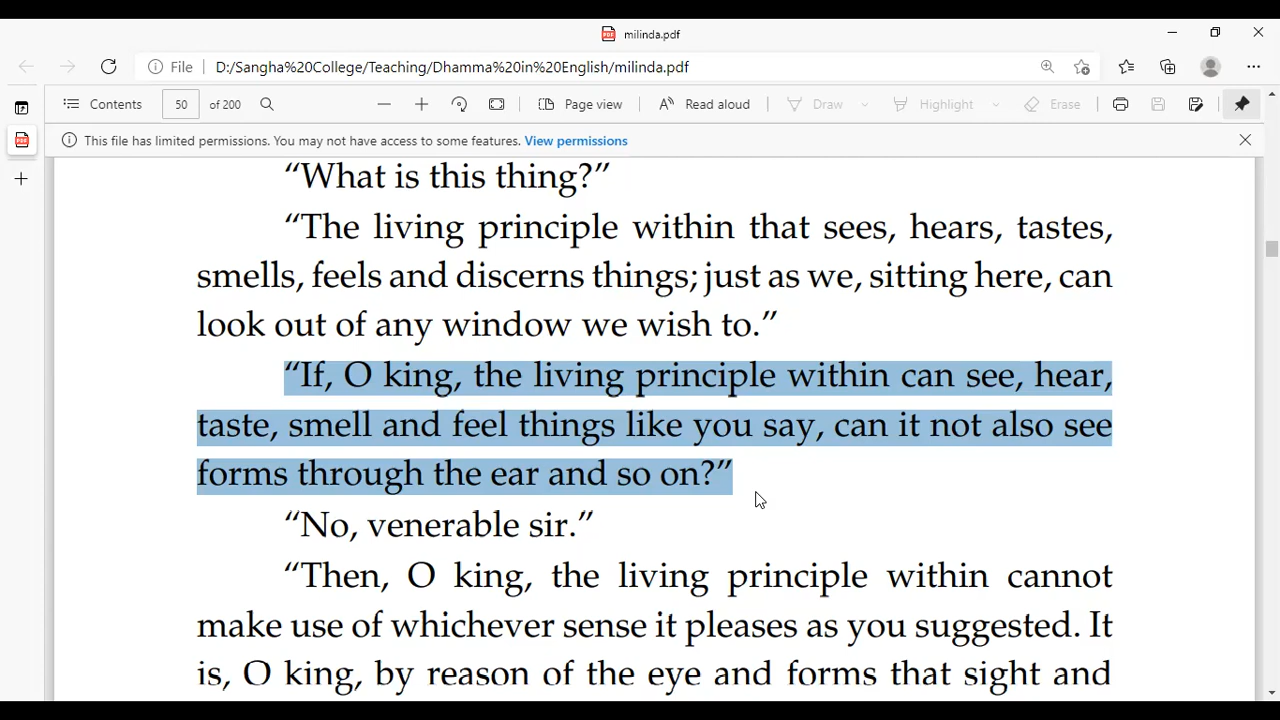 milinda.pdf
File D:/Sangha%20College/Teaching/Dhamma%20in%20English/milinda.pdf
Contents 50 of 200 Page view Read aloud Draw Highlight Erase
This file has limited permissions. You may not have access to some features. View permissions
“What is this thing?”
“The living principle within that sees, hears, tastes,
smells, feels and discerns things; just as we, sitting here, can
look out of any window we wish to.”
“If, O king, the living principle within can see, hear,
taste, smell and feel things like you say, can it not also see
forms through the ear and so on?”
“No, venerable sir.”
“Then, O king, the living principle within cannot
make use of whichever sense it pleases as you suggested. It
is, O king, by reason of the eye and forms that sight and